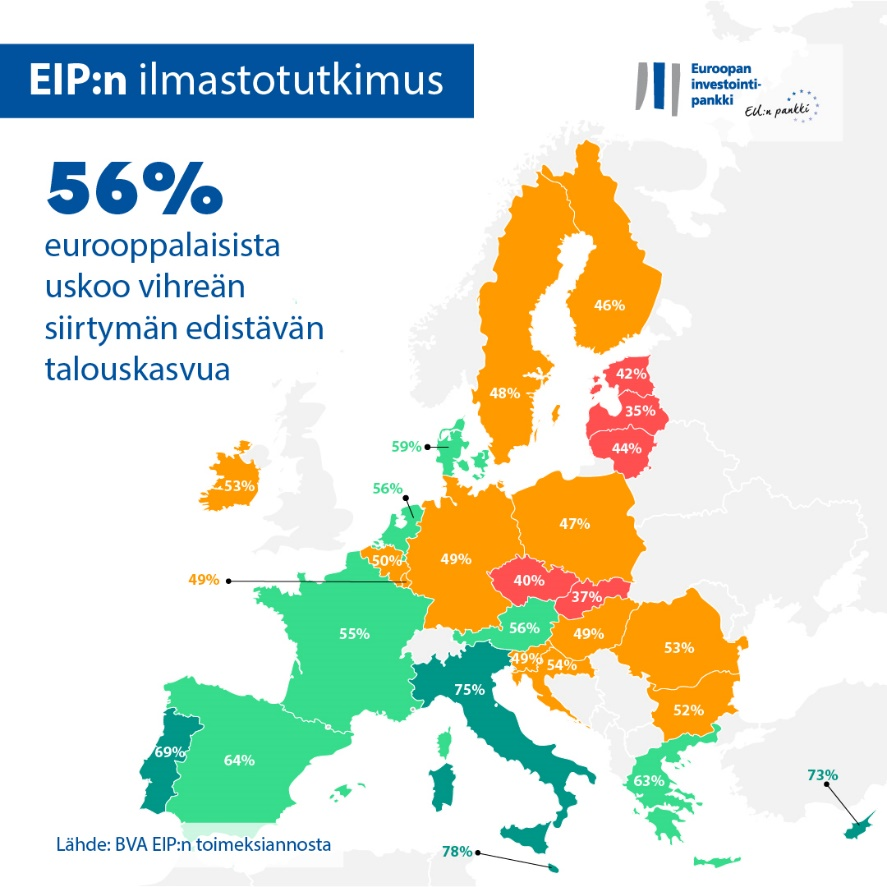 EIP:n ilmastotutkimus
Euroopan
investointi-
pankki
EU:n pankki
56%
eurooppalaisista
uskoo vihreän
siirtymän edistävän
talouskasvua
46%
48%
42%
35%
44%
59%
53%
56%
47%
50%
49%
49%
40%
37%
55%
56%
49%
53%
49%
54%
75%
52%
69%
64%
63%
73%
78%
Lähde: BVA EIP:n toimeksiannosta